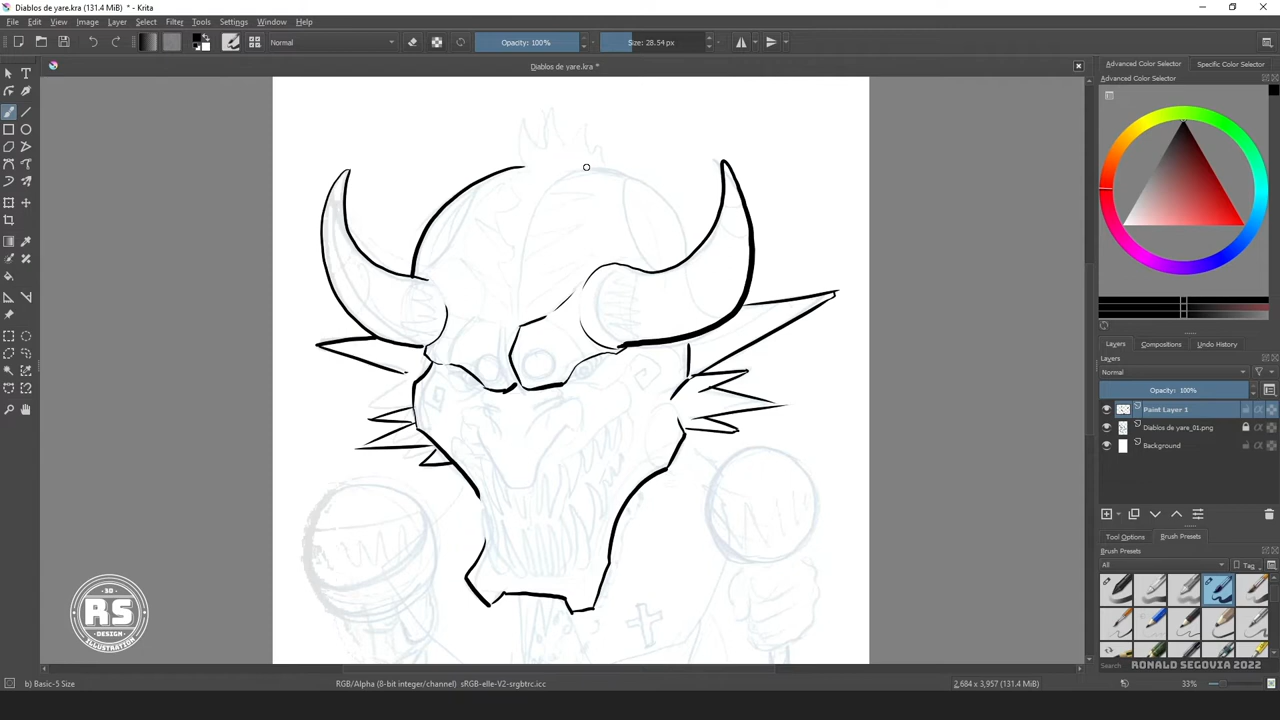 Diablos de yare.kra (131.4 MiB) * - Krita
File Edit View Image Layer Select Filter Tools Settings Window Help
Normal
Opacity: 100%
Size: 28.54 px
Diablos de yare.kra *
Advanced Color Selector
Specific Color Selector
Advanced Color Selector
Layers Compositions Undo History
Layers
Normal
Opacity: 100%
Paint Layer 1
Diablos de yare_01.png
Background
Tool Options Brush Presets
Brush Presets
All
Tag
Search
RONALD SEGOVIA 2022
3D
RS
DESIGN
ILLUSTRATION
b) Basic-5 Size
RGB/Alpha (8-bit integer/channel) sRGB-elle-V2-srgbtrc.icc
2,684 x 3,957 (131.4 MiB)
33%